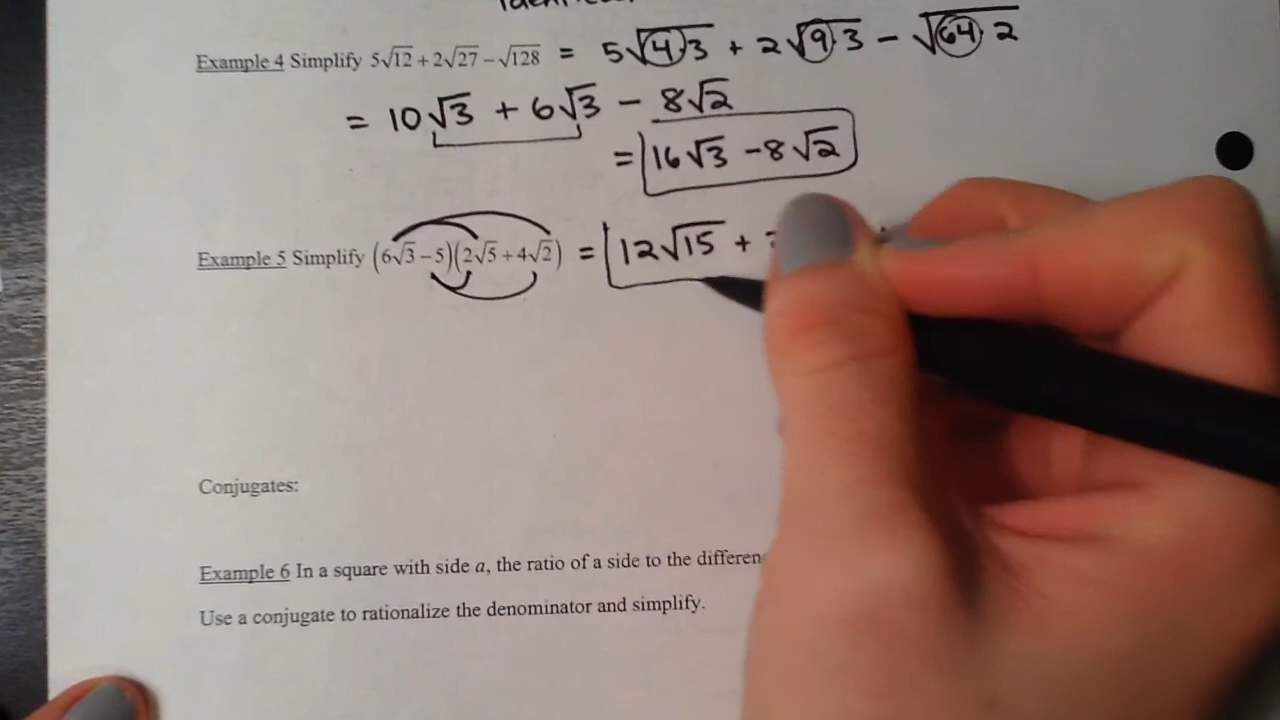 Example 4 Simplify 5√12 + 2√27 − √128 = 5√4·3 + 2√9·3 − √64·2
= 10√3 + 6√3 − 8√2
= 16√3 − 8√2
Example 5 Simplify (6√3 − 5)(2√5 + 4√2) = 12√15 +
Conjugates:
Example 6 In a square with side a, the ratio of a side to the
Use a conjugate to rationalize the denominator and simplify.